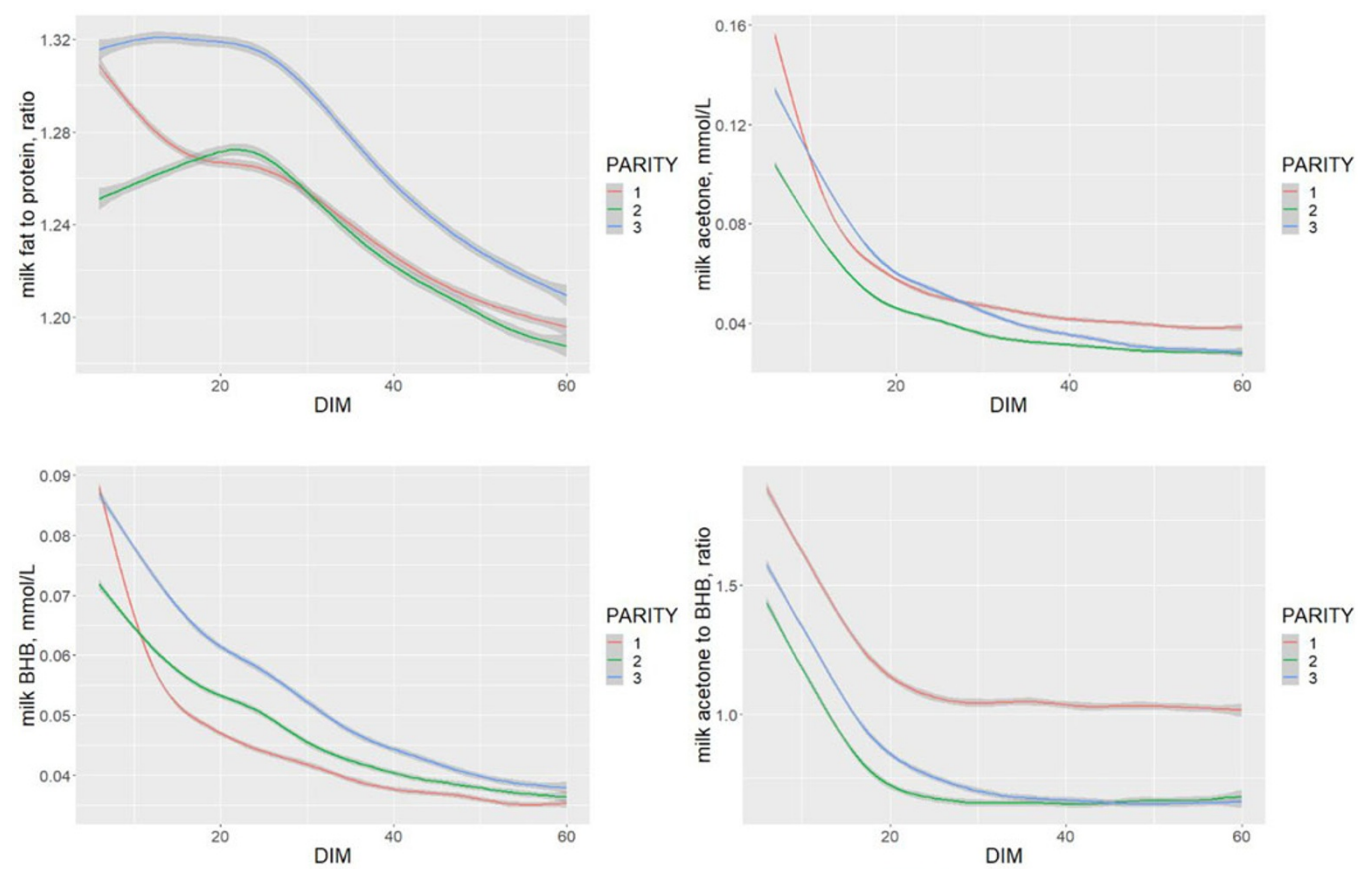 milk fat to protein, ratio
1.32
1.28
1.24
1.20
20 40 60
DIM
PARITY
1
2
3
milk acetone, mmol/L
0.16
0.12
0.08
0.04
20 40 60
DIM
PARITY
1
2
3
milk BHB, mmol/L
0.09
0.08
0.07
0.06
0.05
0.04
20 40 60
DIM
PARITY
1
2
3
milk acetone to BHB, ratio
1.5
1.0
20 40 60
DIM
PARITY
1
2
3